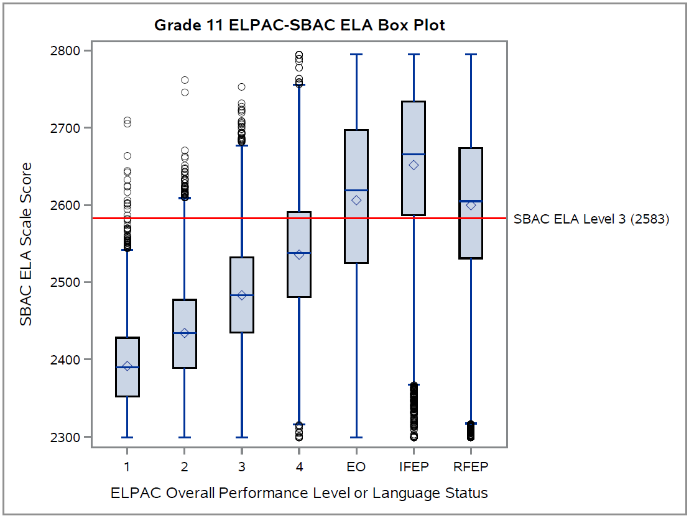 Grade 11 ELPAC-SBAC ELA Box Plot
SBAC ELA Scale Score
2800
2700
2600
2500
2400
2300
SBAC ELA Level 3 (2583)
1 2 3 4 EO IFEP RFEP
ELPAC Overall Performance Level or Language Status